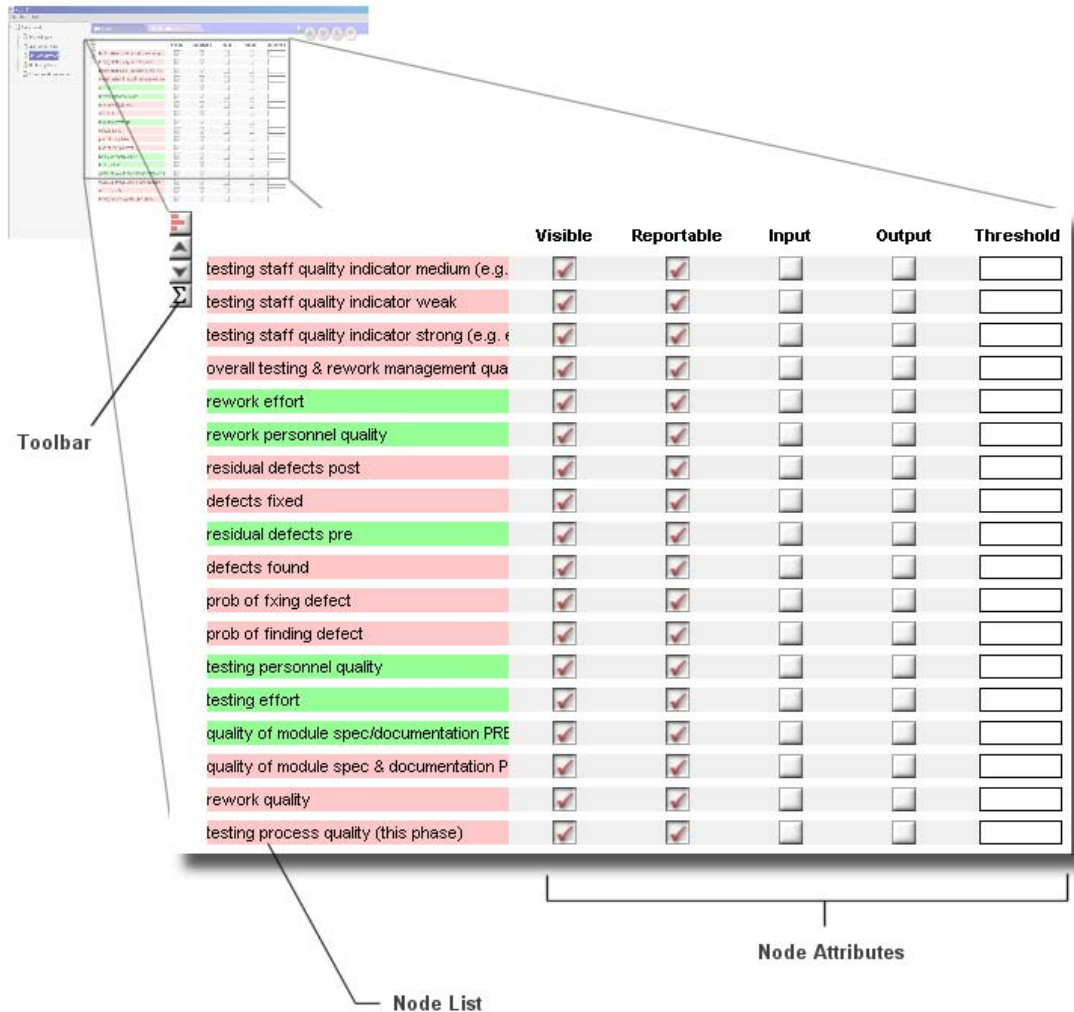 Visible Reportable Input Output Threshold
testing staff quality indicator medium (e.g.
testing staff quality indicator weak
testing staff quality indicator strong (e.g. e
overall testing & rework management qua
rework effort
rework personnel quality
residual defects post
defects fixed
residual defects pre
defects found
prob of fxing defect
prob of finding defect
testing personnel quality
testing effort
quality of module spec/documentation PRE
quality of module spec & documentation P
rework quality
testing process quality (this phase)
Σ
Toolbar
Node Attributes
Node List